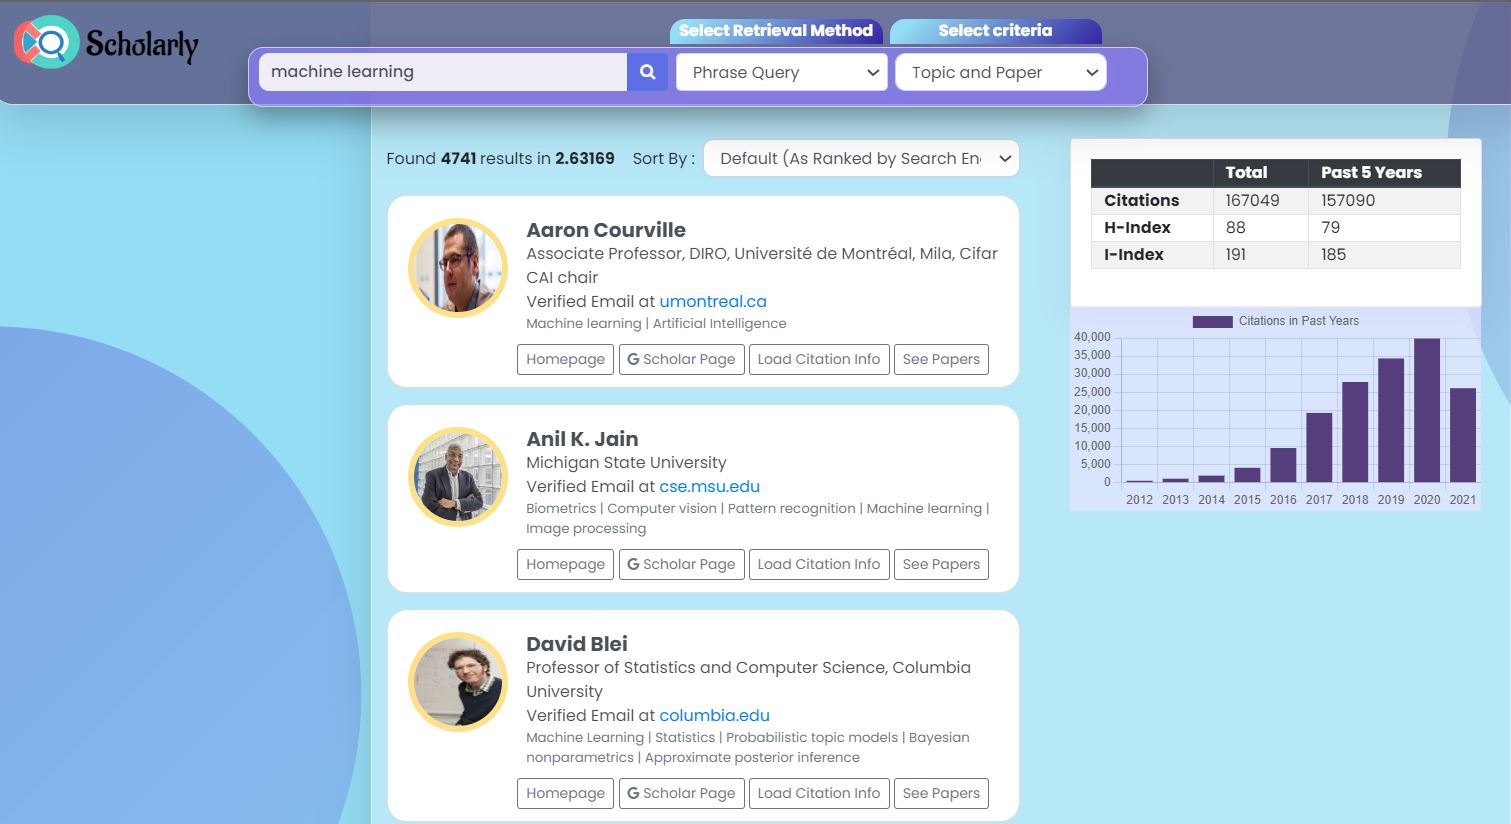 Scholarly
Select Retrieval Method
Select criteria
machine learning
Phrase Query
Topic and Paper
Found 4741 results in 2.63169
Sort By :
Default (As Ranked by Search En
Aaron Courville
Associate Professor, DIRO, Université de Montréal, Mila, Cifar
CAI chair
Verified Email at umontreal.ca
Machine learning | Artificial Intelligence
Homepage
G Scholar Page
Load Citation Info
See Papers
Anil K. Jain
Michigan State University
Verified Email at cse.msu.edu
Biometrics | Computer vision | Pattern recognition | Machine learning |
Image processing
Homepage
G Scholar Page
Load Citation Info
See Papers
David Blei
Professor of Statistics and Computer Science, Columbia
University
Verified Email at columbia.edu
Machine Learning | Statistics | Probabilistic topic models | Bayesian
nonparametrics | Approximate posterior inference
Homepage
G Scholar Page
Load Citation Info
See Papers
Total Past 5 Years
Citations 167049 157090
H-Index 88 79
I-Index 191 185
Citations in Past Years
40,000
35,000
30,000
25,000
20,000
15,000
10,000
5,000
0
2012 2013 2014 2015 2016 2017 2018 2019 2020 2021